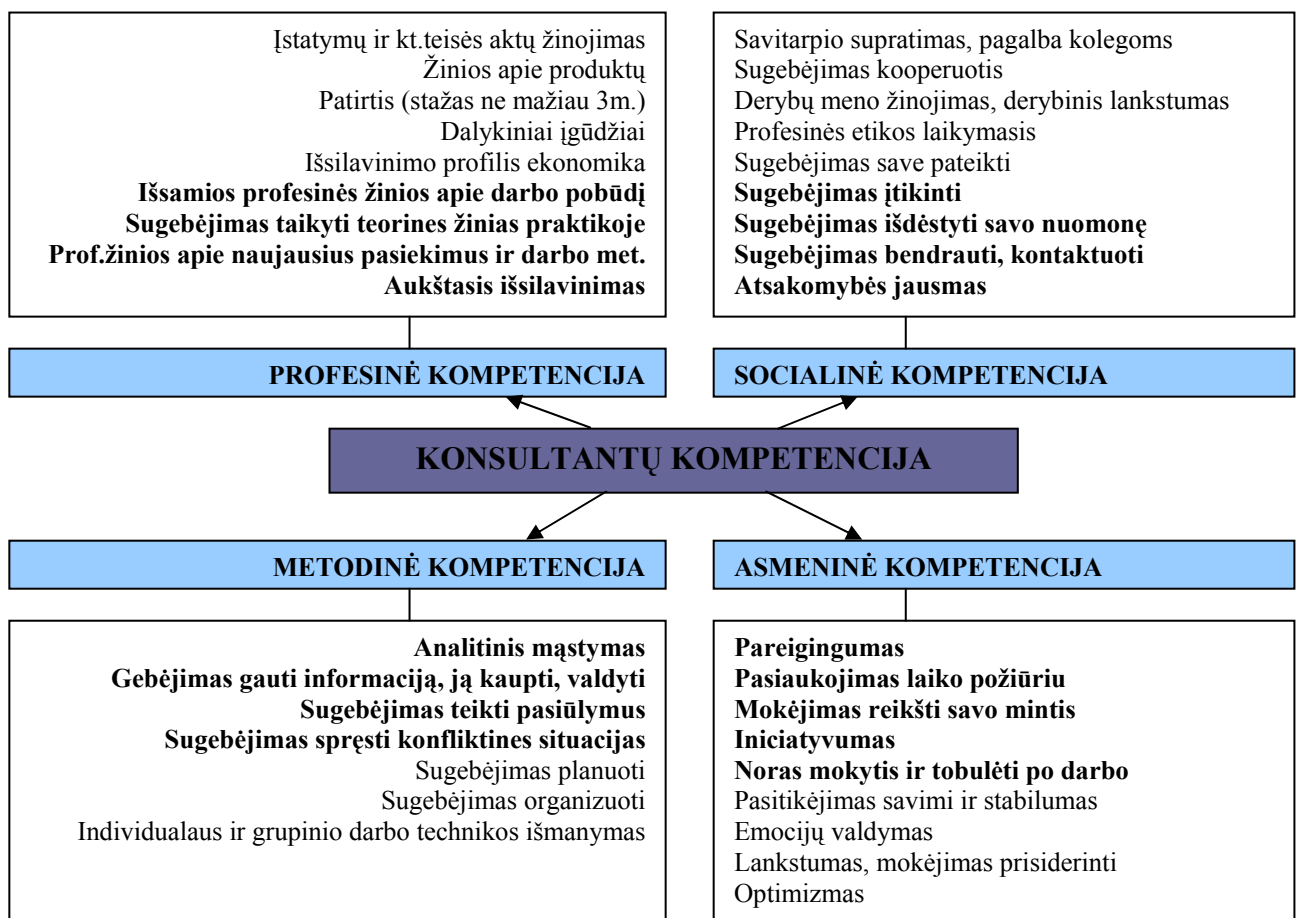 Įstatymų ir kt.teisės aktų žinojimas
Žinios apie produktų
Patirtis (stažas ne mažiau 3m.)
Dalykiniai įgūdžiai
Išsilavinimo profilis ekonomika
Išsamios profesinės žinios apie darbo pobūdį
Sugebėjimas taikyti teorines žinias praktikoje
Prof.žinios apie naujausius pasiekimus ir darbo met.
Aukštasis išsilavinimas
PROFESINĖ KOMPETENCIJA
Savitarpio supratimas, pagalba kolegoms
Sugebėjimas kooperuotis
Derybų meno žinojimas, derybinis lankstumas
Profesinės etikos laikymasis
Sugebėjimas save pateikti
Sugebėjimas įtikinti
Sugebėjimas išdėstyti savo nuomonę
Sugebėjimas bendrauti, kontaktuoti
Atsakomybės jausmas
SOCIALINĖ KOMPETENCIJA
KONSULTANTŲ KOMPETENCIJA
METODINĖ KOMPETENCIJA
Analitinis mąstymas
Gebėjimas gauti informaciją, ją kaupti, valdyti
Sugebėjimas teikti pasiūlymus
Sugebėjimas spręsti konfliktines situacijas
Sugebėjimas planuoti
Sugebėjimas organizuoti
Individualaus ir grupinio darbo technikos išmanymas
ASMENINĖ KOMPETENCIJA
Pareigingumas
Pasiaukojimas laiko požiūriu
Mokėjimas reikšti savo mintis
Iniciatyvumas
Noras mokytis ir tobulėti po darbo
Pasitikėjimas savimi ir stabilumas
Emocijų valdymas
Lankstumas, mokėjimas prisiderinti
Optimizmas